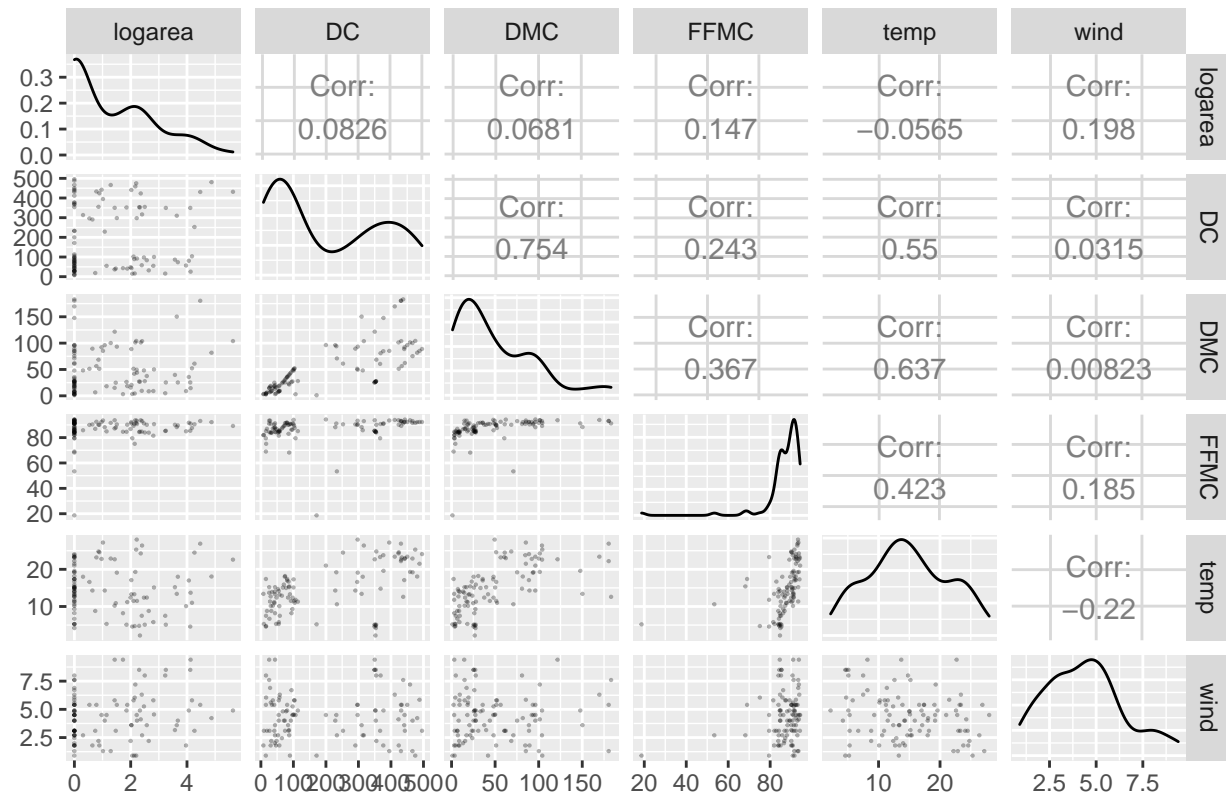 logarea DC DMC FFMC temp wind
0.3
0.2
0.1
0.0
Corr:
0.0826
Corr:
0.0681
Corr:
0.147
Corr:
−0.0565
Corr:
0.198
logarea
500
400
300
200
100
0
Corr:
0.754
Corr:
0.243
Corr:
0.55
Corr:
0.0315
DC
150
100
50
0
Corr:
0.367
Corr:
0.637
Corr:
0.00823
DMC
80
60
40
20
Corr:
0.423
Corr:
0.185
FFMC
20
10
Corr:
−0.22
temp
7.5
5.0
2.5
wind
0 2 4 0 100 200 300 400 500 0 50 100 150 20 40 60 80 10 20 2.5 5.0 7.5